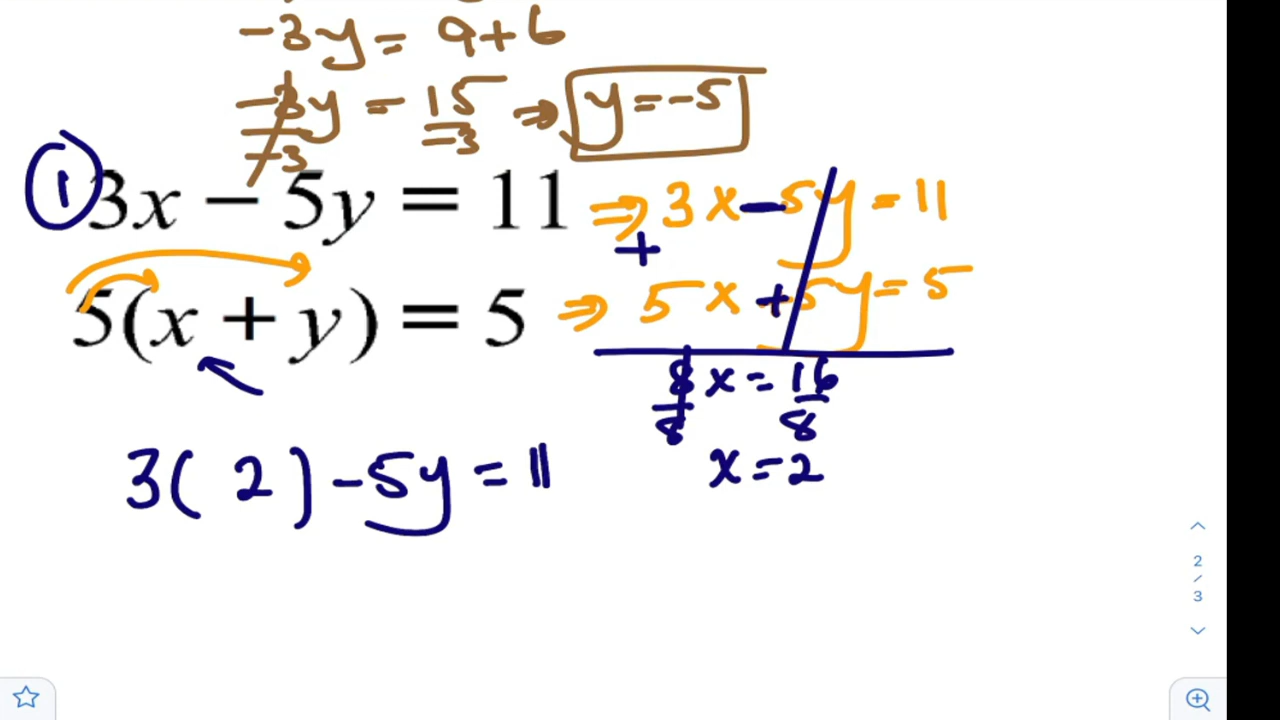 -3y = 9+6
-3y/-3 = 15/-3 ⇒ y=-5
① 3x − 5y = 11 ⇒ 3x-5y=11
+
5(x + y) = 5 ⇒ 5x+5y=5
8x/8 = 16/8
3(2)-5y=11 x=2
2
/
3